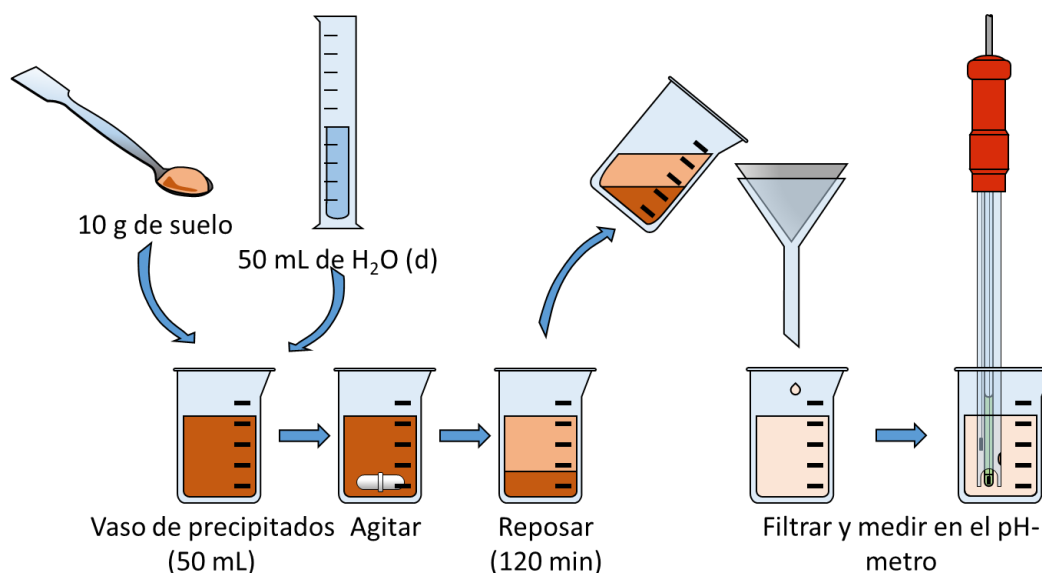 10 g de suelo
50 mL de H₂O (d)
Vaso de precipitados
(50 mL)
Agitar
Reposar
(120 min)
Filtrar y medir en el pH-
metro